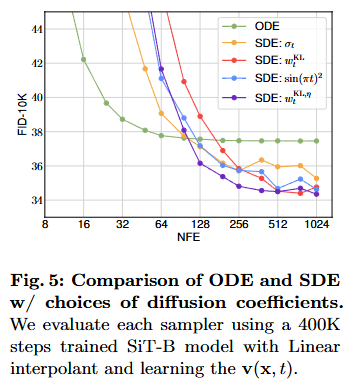 44
42
40
38
36
34
FID-10K
8 16 32 64 128 256 512 1024
NFE
ODE
SDE: σₜ
SDE: wₜᴷᴸ
SDE: sin(πt)²
SDE: wₜᴷᴸ,η
Fig. 5: Comparison of ODE and SDE
w/ choices of diffusion coefficients.
We evaluate each sampler using a 400K
steps trained SiT-B model with Linear
interpolant and learning the v(x, t).